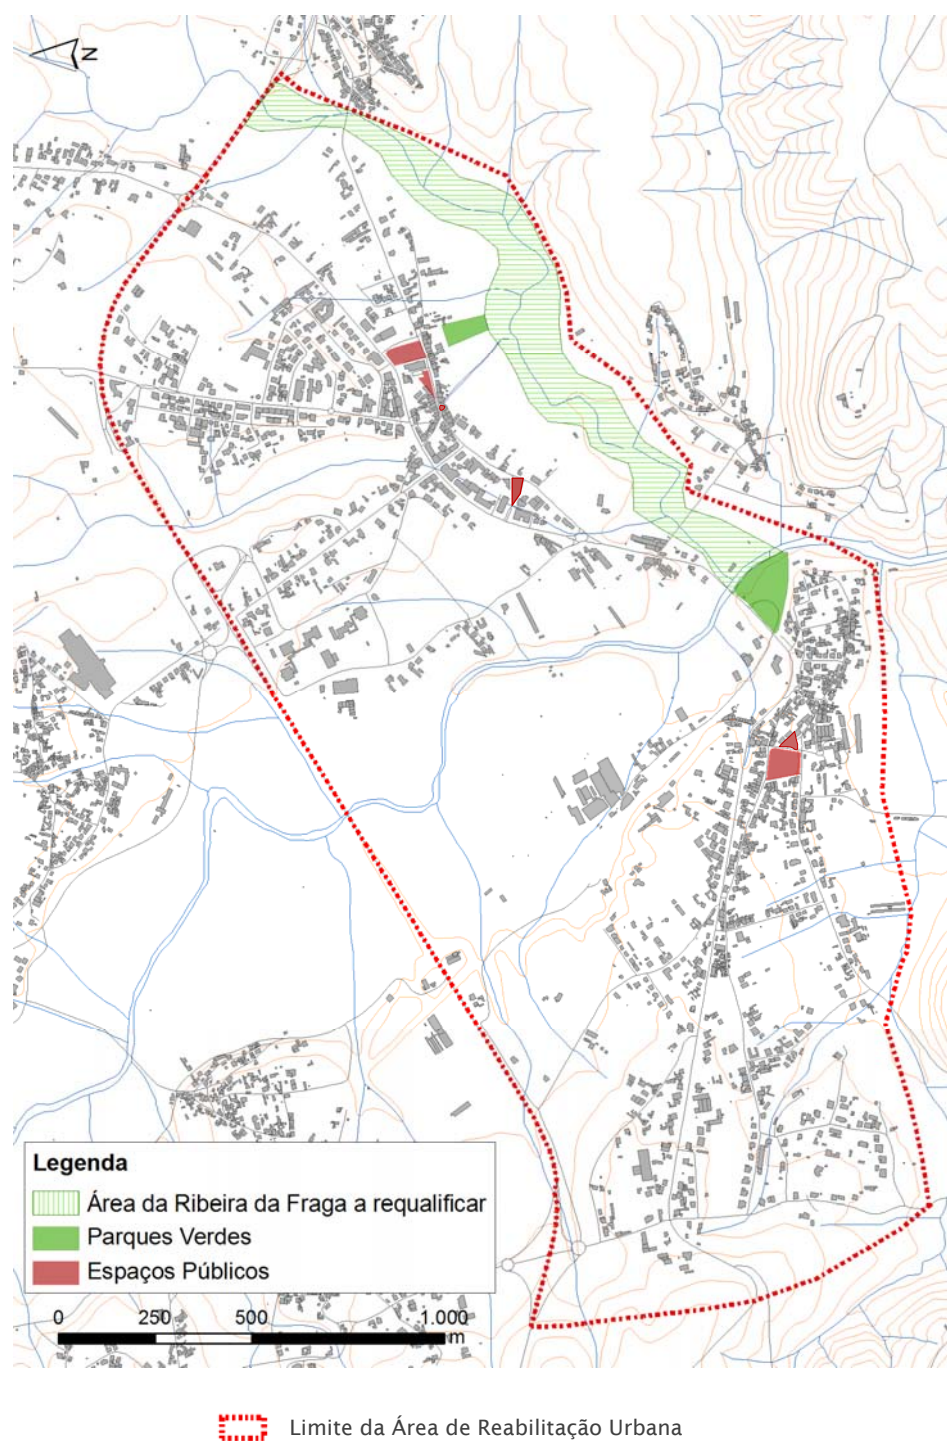 N
Legenda
Área da Ribeira da Fraga a requalificar
Parques Verdes
Espaços Públicos
0 250 500 1.000
m
Limite da Área de Reabilitação Urbana